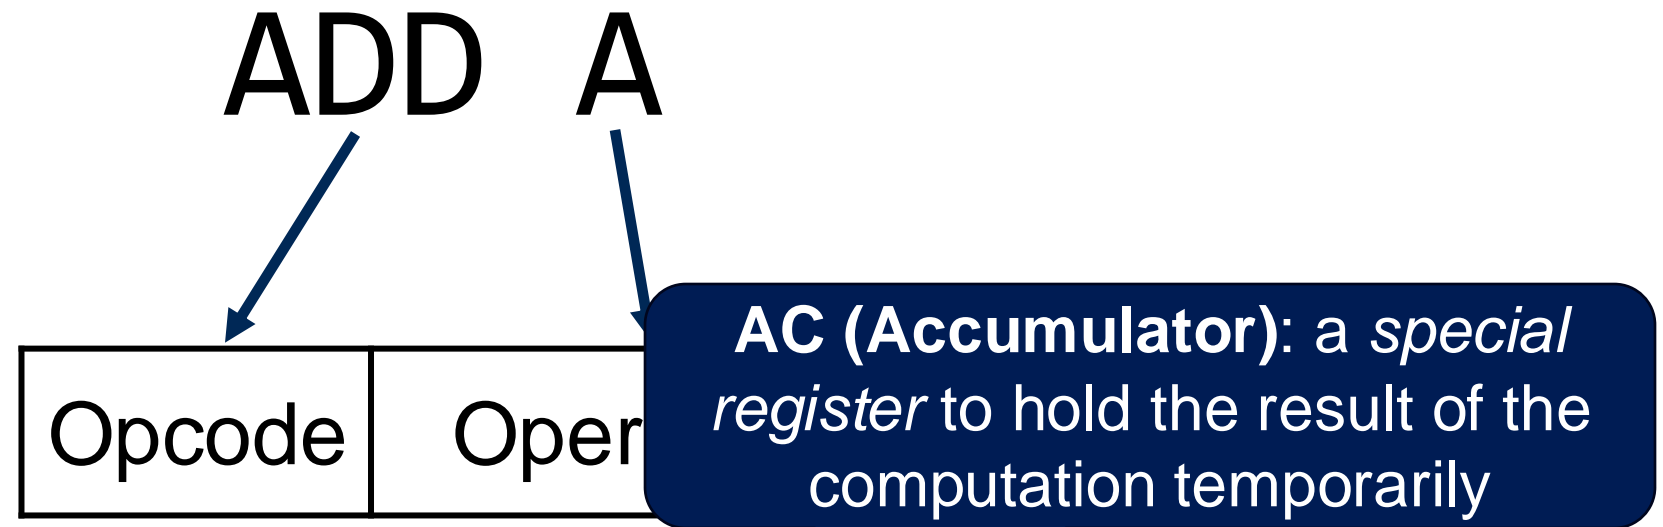 ADD A
Opcode Oper
AC (Accumulator): a special
register to hold the result of the
computation temporarily